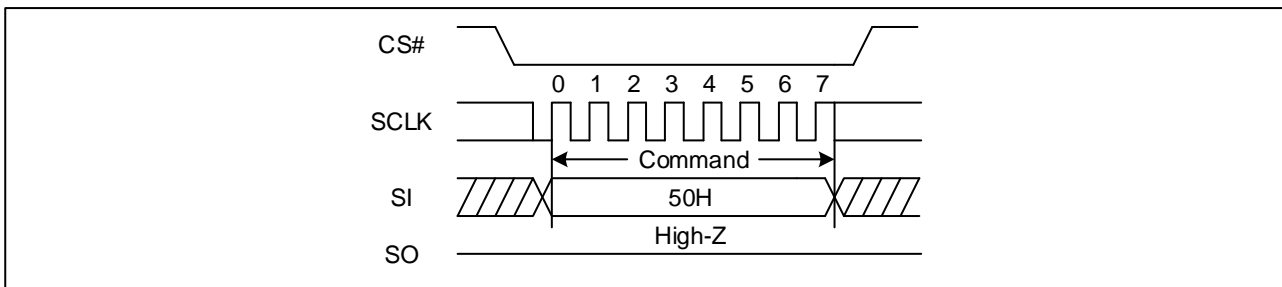 CS#
0 1 2 3 4 5 6 7
SCLK
Command
SI
50H
High-Z
SO